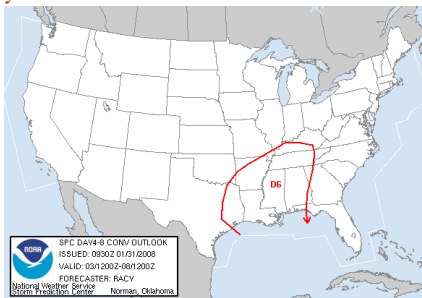 y
D6
SPC DAY4-8 CONV OUTLOOK
ISSUED: 0930Z 01/31/2008
VALID: 03/1200Z-08/1200Z
FORECASTER: RACY
National Weather Service
Storm Prediction Center Norman, Oklahoma
NOAA